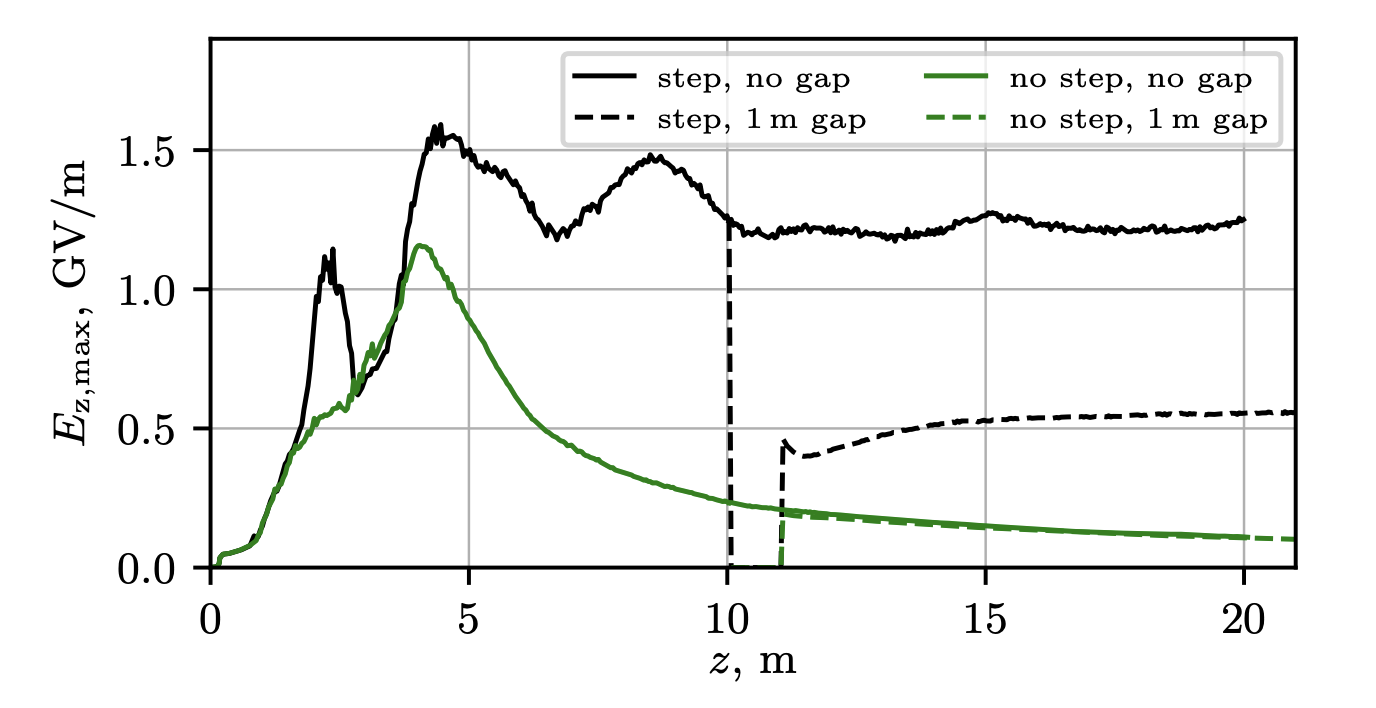 step, no gap
no step, no gap
step, 1 m gap
no step, 1 m gap
1.5
1.0
0.5
0.0
E_z,max, GV/m
0 5 10 15 20
z, m